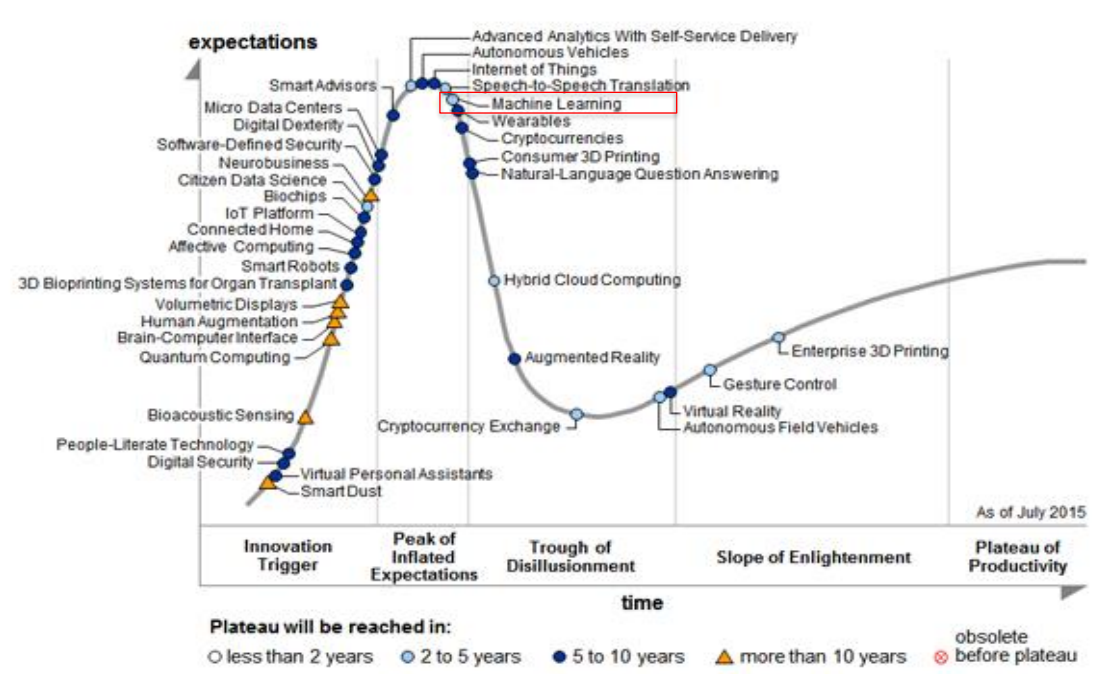 expectations
Advanced Analytics With Self-Service Delivery
Autonomous Vehicles
Internet of Things
Speech-to-Speech Translation
Machine Learning
Wearables
Cryptocurrencies
Consumer 3D Printing
Natural-Language Question Answering
Smart Advisors
Micro Data Centers
Digital Dexterity
Software-Defined Security
Neurobusiness
Citizen Data Science
Biochips
IoT Platform
Connected Home
Affective Computing
Smart Robots
3D Bioprinting Systems for Organ Transplant
Volumetric Displays
Human Augmentation
Brain-Computer Interface
Quantum Computing
Bioacoustic Sensing
People-Literate Technology
Digital Security
Virtual Personal Assistants
Smart Dust
Hybrid Cloud Computing
Augmented Reality
Cryptocurrency Exchange
Enterprise 3D Printing
Gesture Control
Virtual Reality
Autonomous Field Vehicles
As of July 2015
Innovation
Trigger
Peak of
Inflated
Expectations
Trough of
Disillusionment
Slope of Enlightenment
Plateau of
Productivity
time
Plateau will be reached in:
less than 2 years
2 to 5 years
5 to 10 years
more than 10 years
obsolete
before plateau